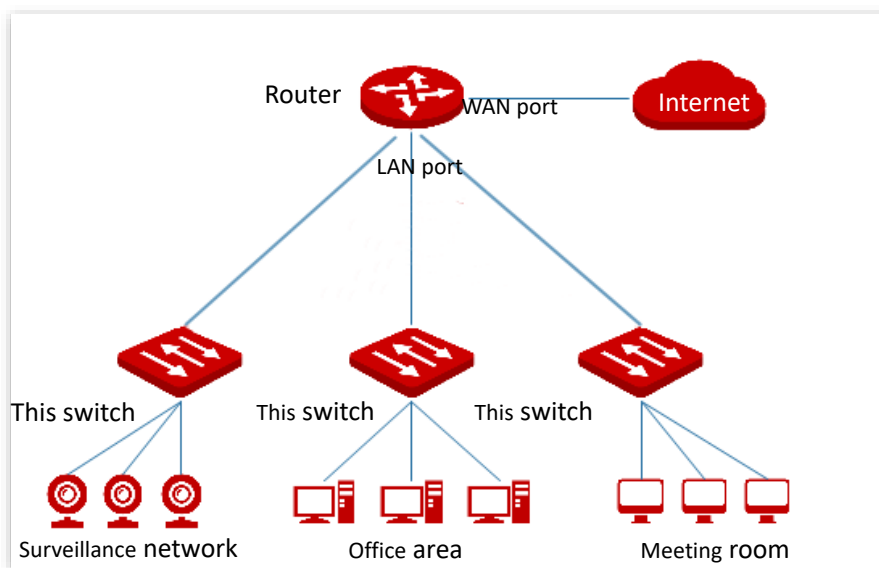 Router
WAN port
Internet
LAN port
This switch
This switch
This switch
Surveillance network
Office area
Meeting room